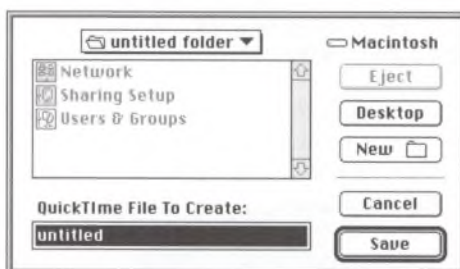 untitled folder
Macintosh
Network
Sharing Setup
Users & Groups
Eject
Desktop
New
QuickTIme File To Create:
untitled
Cancel
Save